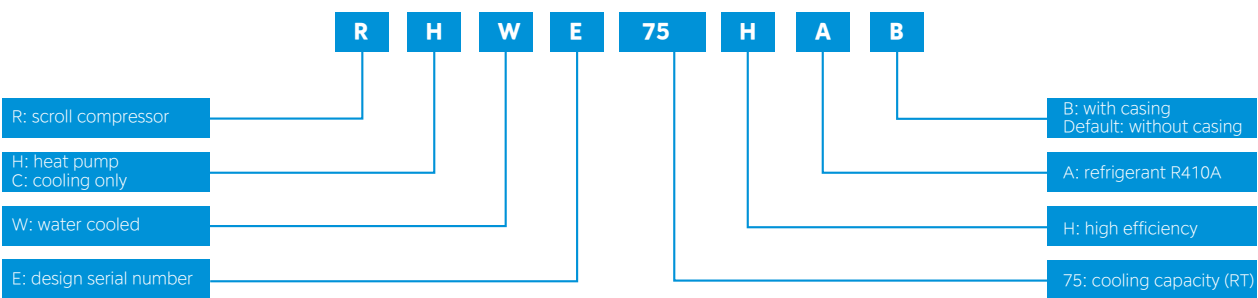 R H W E 75 H A B
R: scroll compressor
H: heat pump
C: cooling only
W: water cooled
E: design serial number
B: with casing
Default: without casing
A: refrigerant R410A
H: high efficiency
75: cooling capacity (RT)